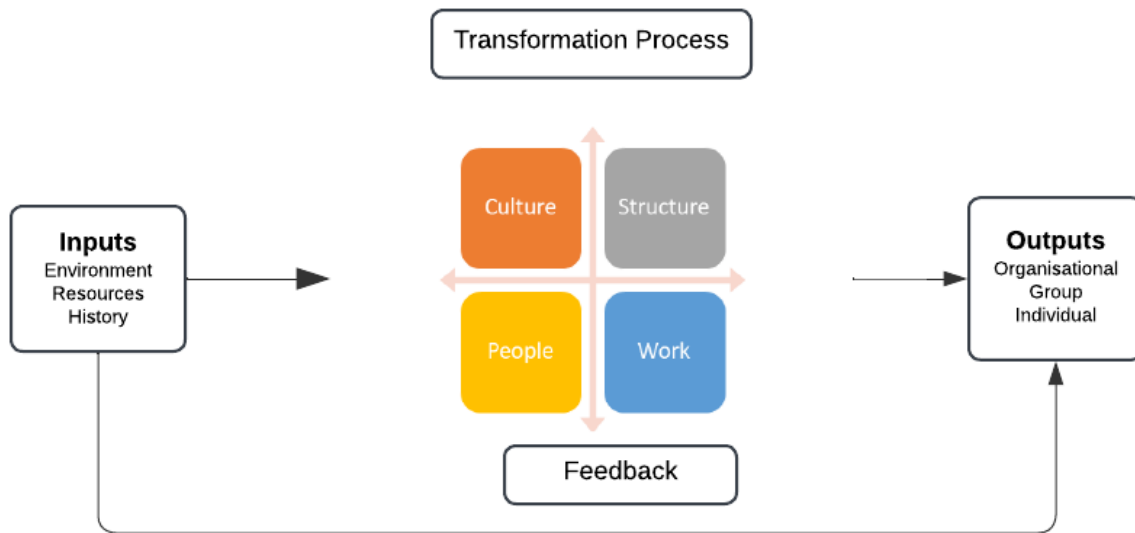 Transformation Process
Culture
Structure
Inputs
Environment
Resources
History
Outputs
Organisational
Group
Individual
People
Work
Feedback